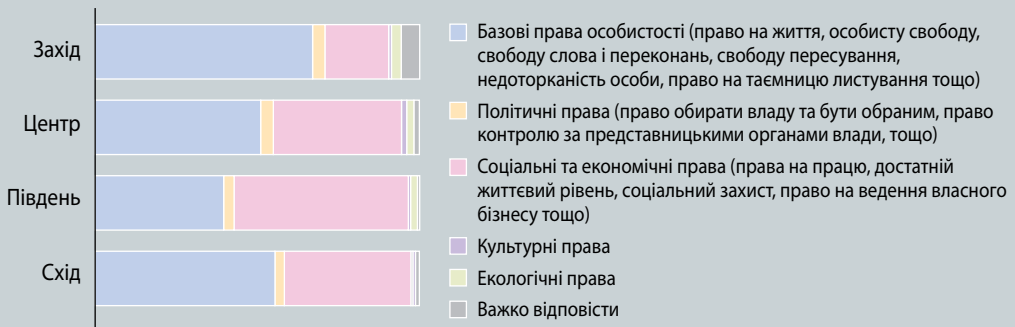 Захід
Центр
Південь
Схід
Базові права особистості (право на життя, особисту свободу,
свободу слова і переконань, свободу пересування,
недоторканість особи, право на таємницю листування тощо)
Політичні права (право обирати владу та бути обраним, право
контролю за представницькими органами влади, тощо)
Соціальні та економічні права (права на працю, достатній
життєвий рівень, соціальний захист, право на ведення власного
бізнесу тощо)
Культурні права
Екологічні права
Важко відповісти